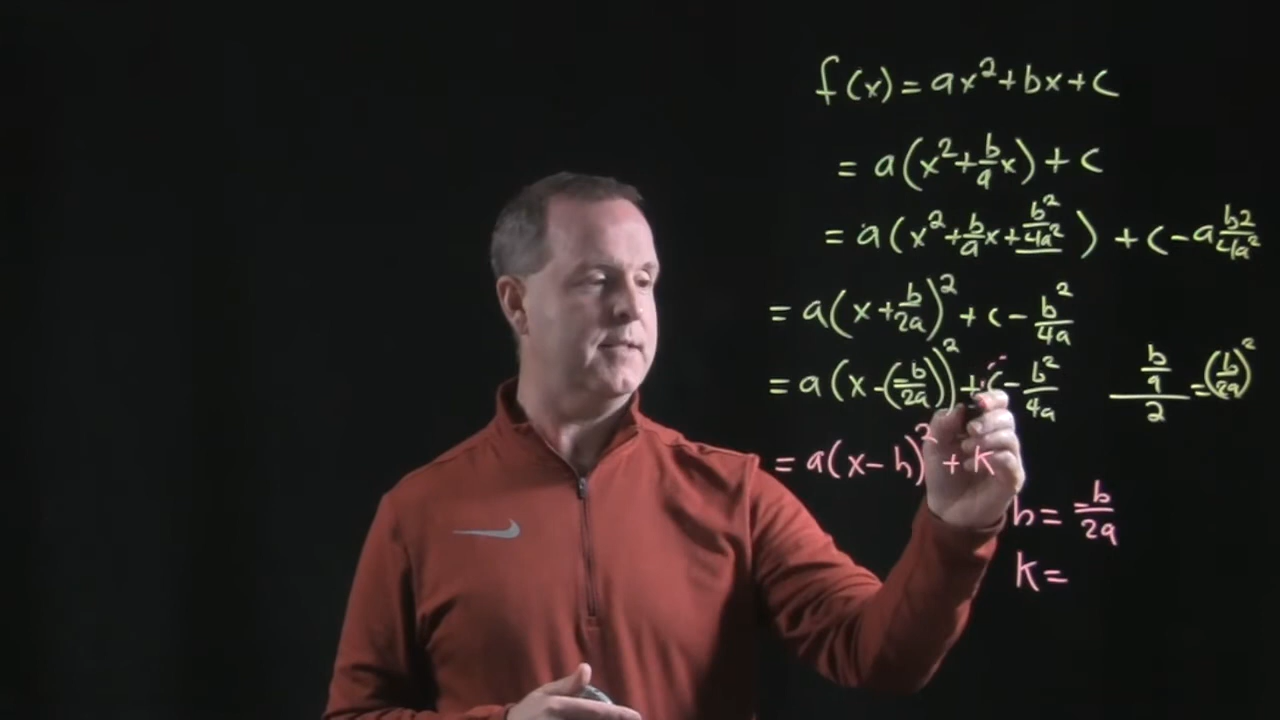 f(x) = ax²+bx+c
= a(x²+b/a x) + c
= a(x²+b/a x+b²/4a²) + c-a b2/4a²
= a(x+b/2a)² + c - b²/4a
= a(x-(-b/2a))² + c - b²/4a
b/a / 2 = (b/2a)²
= a(x-h)² + k
h = -b/2a
k =